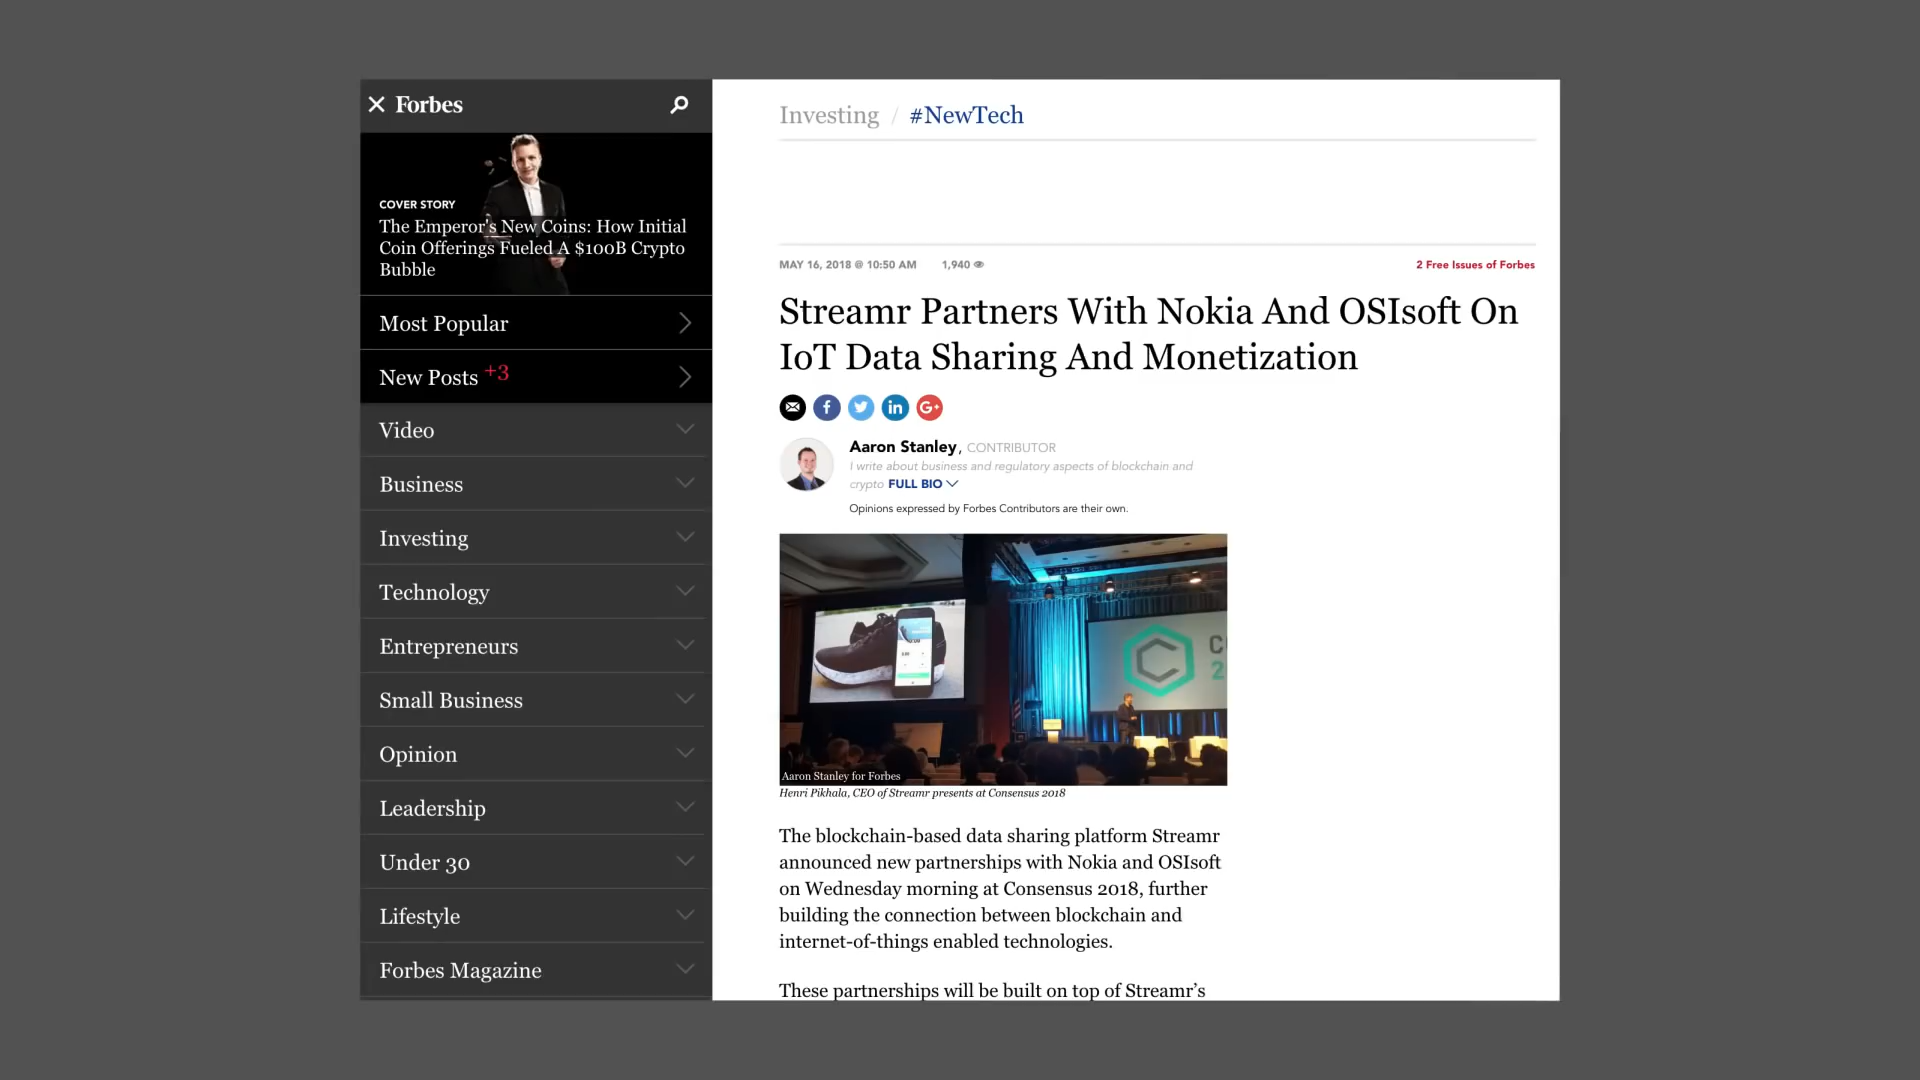 Forbes
COVER STORY
The Emperor's New Coins: How Initial
Coin Offerings Fueled A $100B Crypto
Bubble
Most Popular
New Posts +3
Video
Business
Investing
Technology
Entrepreneurs
Small Business
Opinion
Leadership
Under 30
Lifestyle
Forbes Magazine
Investing / #NewTech
MAY 16, 2018 @ 10:50 AM 1,940
2 Free Issues of Forbes
Streamr Partners With Nokia And OSIsoft On
IoT Data Sharing And Monetization
Aaron Stanley, CONTRIBUTOR
I write about business and regulatory aspects of blockchain and
crypto FULL BIO
Opinions expressed by Forbes Contributors are their own.
Aaron Stanley for Forbes
Henri Pikhala, CEO of Streamr presents at Consensus 2018
The blockchain-based data sharing platform Streamr
announced new partnerships with Nokia and OSIsoft
on Wednesday morning at Consensus 2018, further
building the connection between blockchain and
internet-of-things enabled technologies.
These partnerships will be built on top of Streamr’s